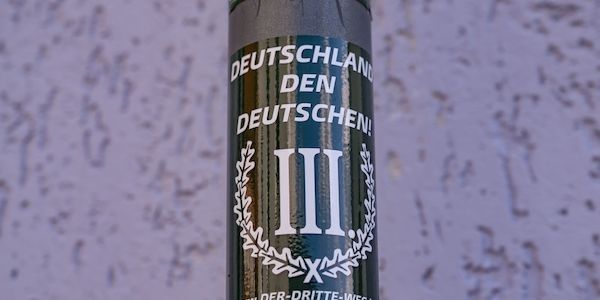 DEUTSCHLAND
DEN
DEUTSCHEN!
III.
DER-DRITTE-WEG